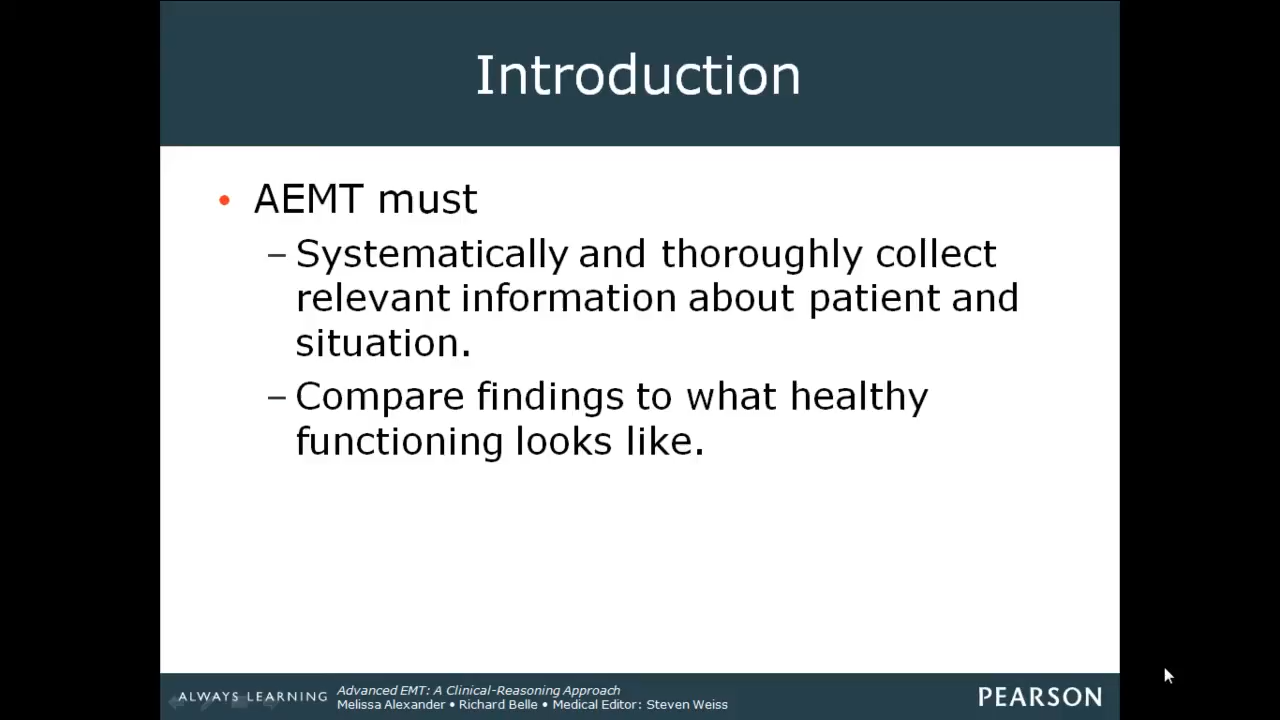 Introduction
• AEMT must
– Systematically and thoroughly collect
relevant information about patient and
situation.
– Compare findings to what healthy
functioning looks like.
ALWAYS LEARNING
Advanced EMT: A Clinical-Reasoning Approach
Melissa Alexander • Richard Belle • Medical Editor: Steven Weiss
PEARSON